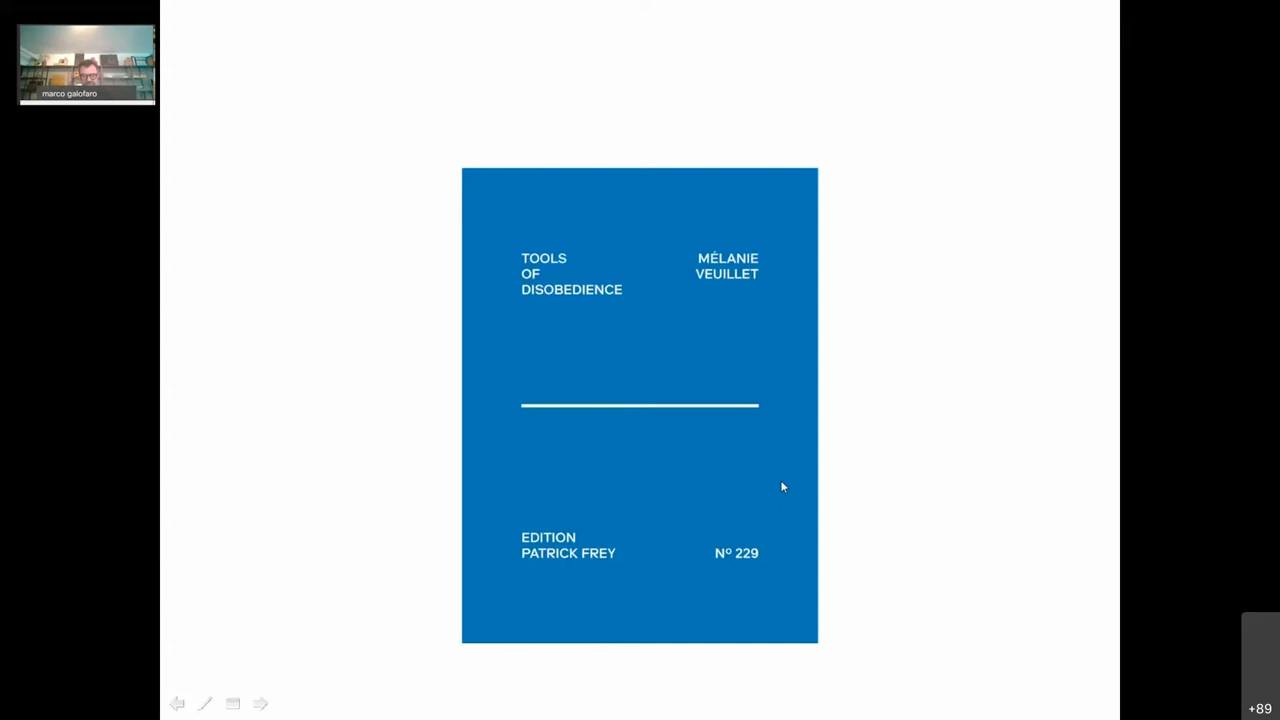 marco galofaro
TOOLS
OF
DISOBEDIENCE
MÉLANIE
VEUILLET
EDITION
PATRICK FREY
Nº 229
+89